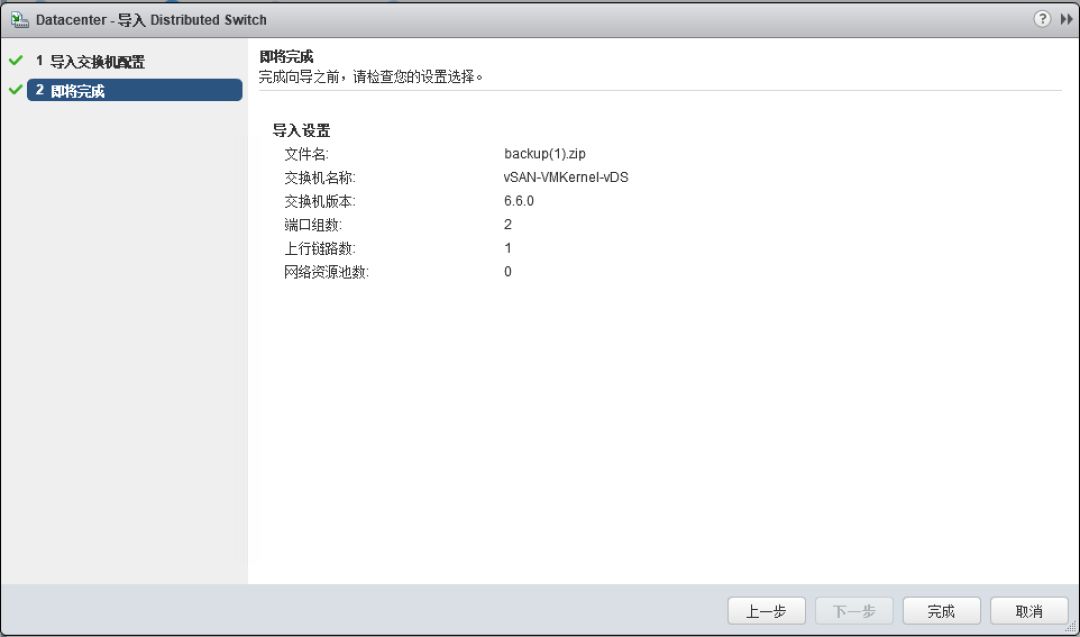 Datacenter - 导入 Distributed Switch
?
✓ 1 导入交换机配置
✓ 2 即将完成
即将完成
完成向导之前，请检查您的设置选择。
导入设置
文件名: backup(1).zip
交换机名称: vSAN-VMKernel-vDS
交换机版本: 6.6.0
端口组数: 2
上行链路数: 1
网络资源池数: 0
上一步 下一步 完成 取消